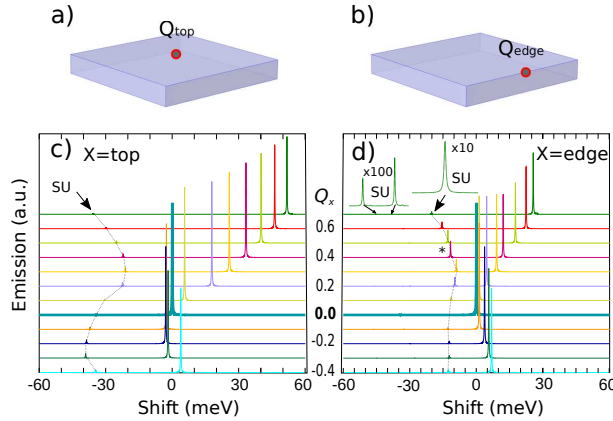 a)
Q_top
b)
Q_edge
c) X=top
SU
Emission (a.u.)
-60 -30 0 30 60
Shift (meV)
Q_x
0.6
0.4
0.2
0.0
-0.2
-0.4
d) X=edge
x100
SU
x10
SU
*
-60 -30 0 30 60
Shift (meV)